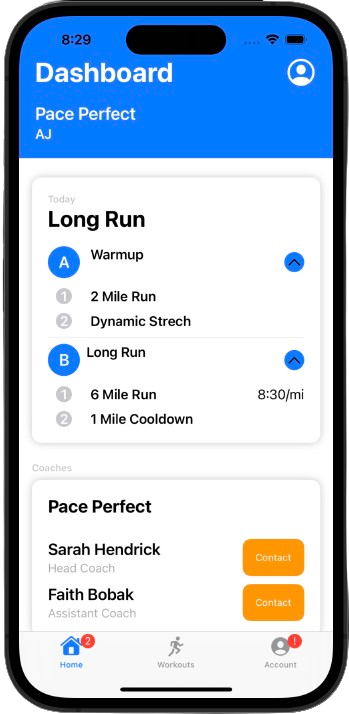 8:29
Dashboard
Pace Perfect
AJ
Today
Long Run
A Warmup
1 2 Mile Run
2 Dynamic Strech
B Long Run
1 6 Mile Run 8:30/mi
2 1 Mile Cooldown
Coaches
Pace Perfect
Sarah Hendrick
Head Coach
Contact
Faith Bobak
Assistant Coach
Contact
2 !
Home Workouts Account